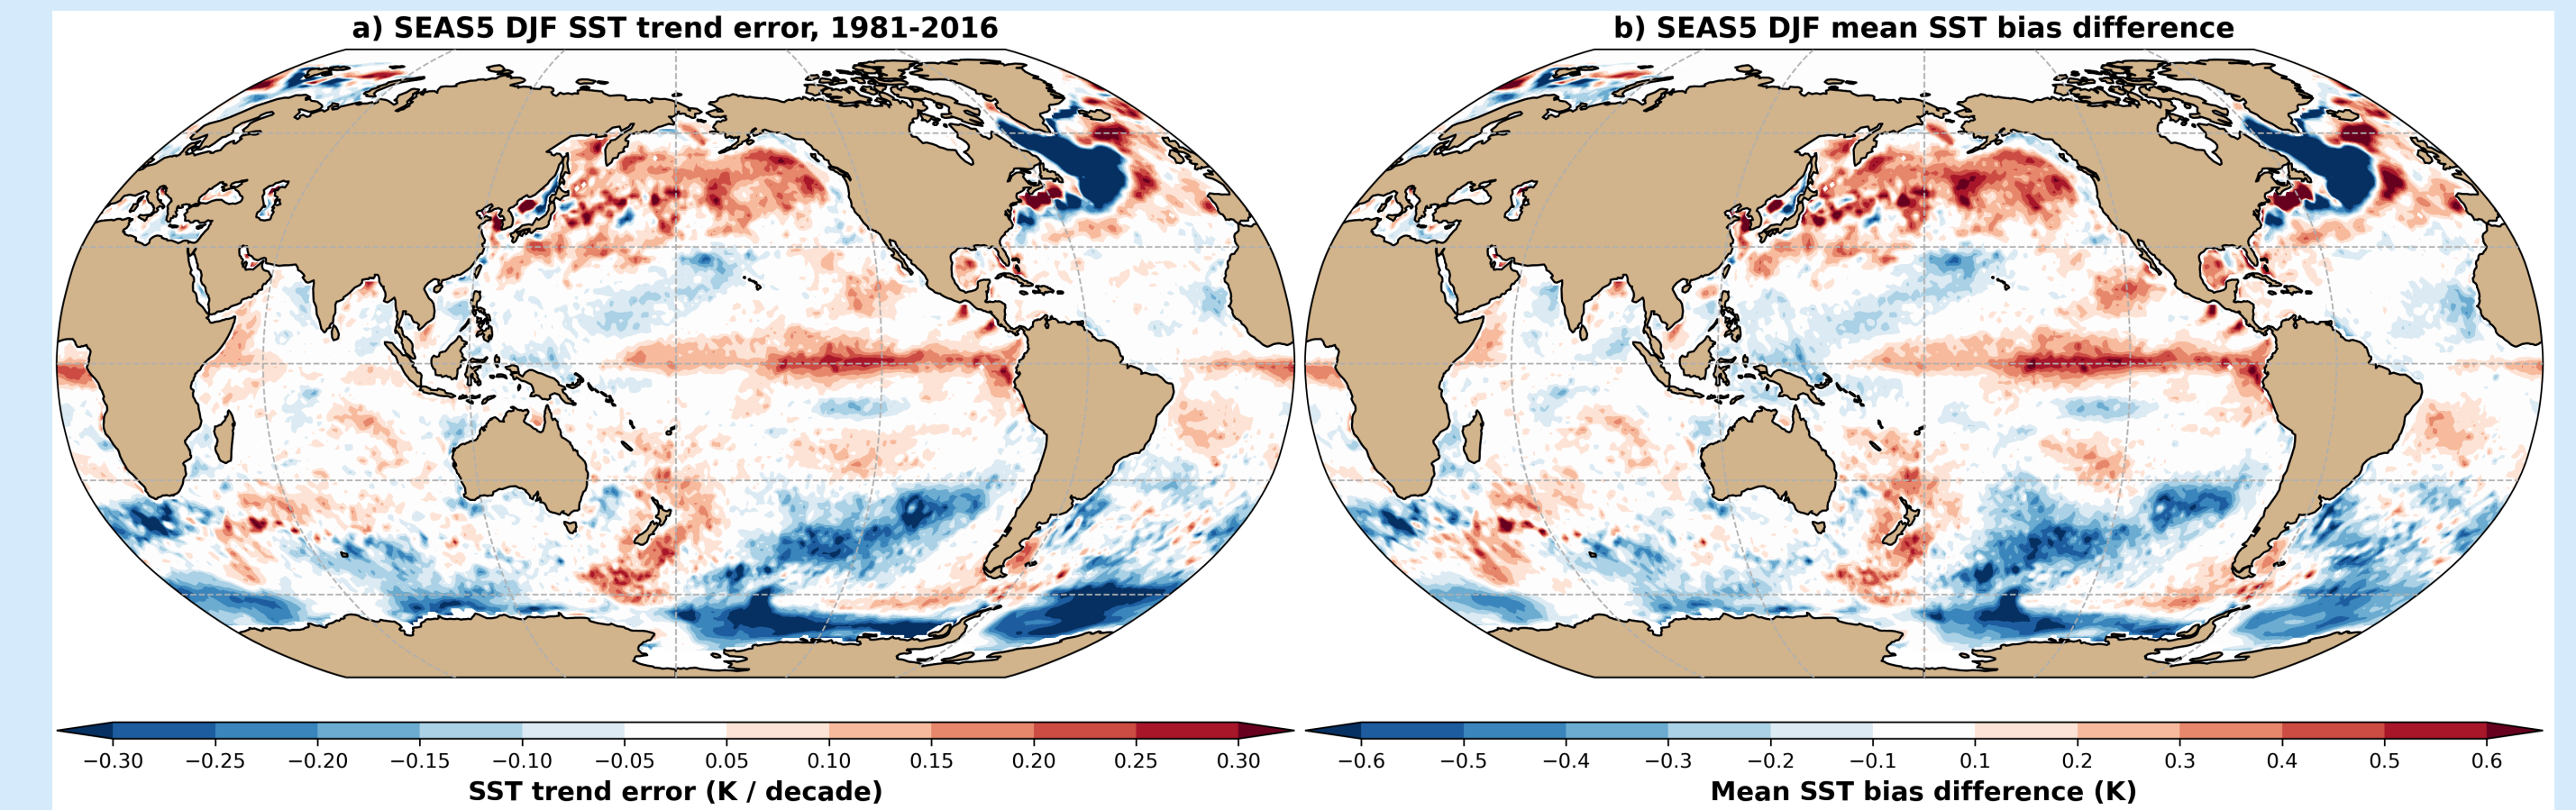 a) SEAS5 DJF SST trend error, 1981-2016
b) SEAS5 DJF mean SST bias difference
−0.30 −0.25 −0.20 −0.15 −0.10 −0.05 0.05 0.10 0.15 0.20 0.25 0.30
SST trend error (K / decade)
−0.6 −0.5 −0.4 −0.3 −0.2 −0.1 0.1 0.2 0.3 0.4 0.5 0.6
Mean SST bias difference (K)